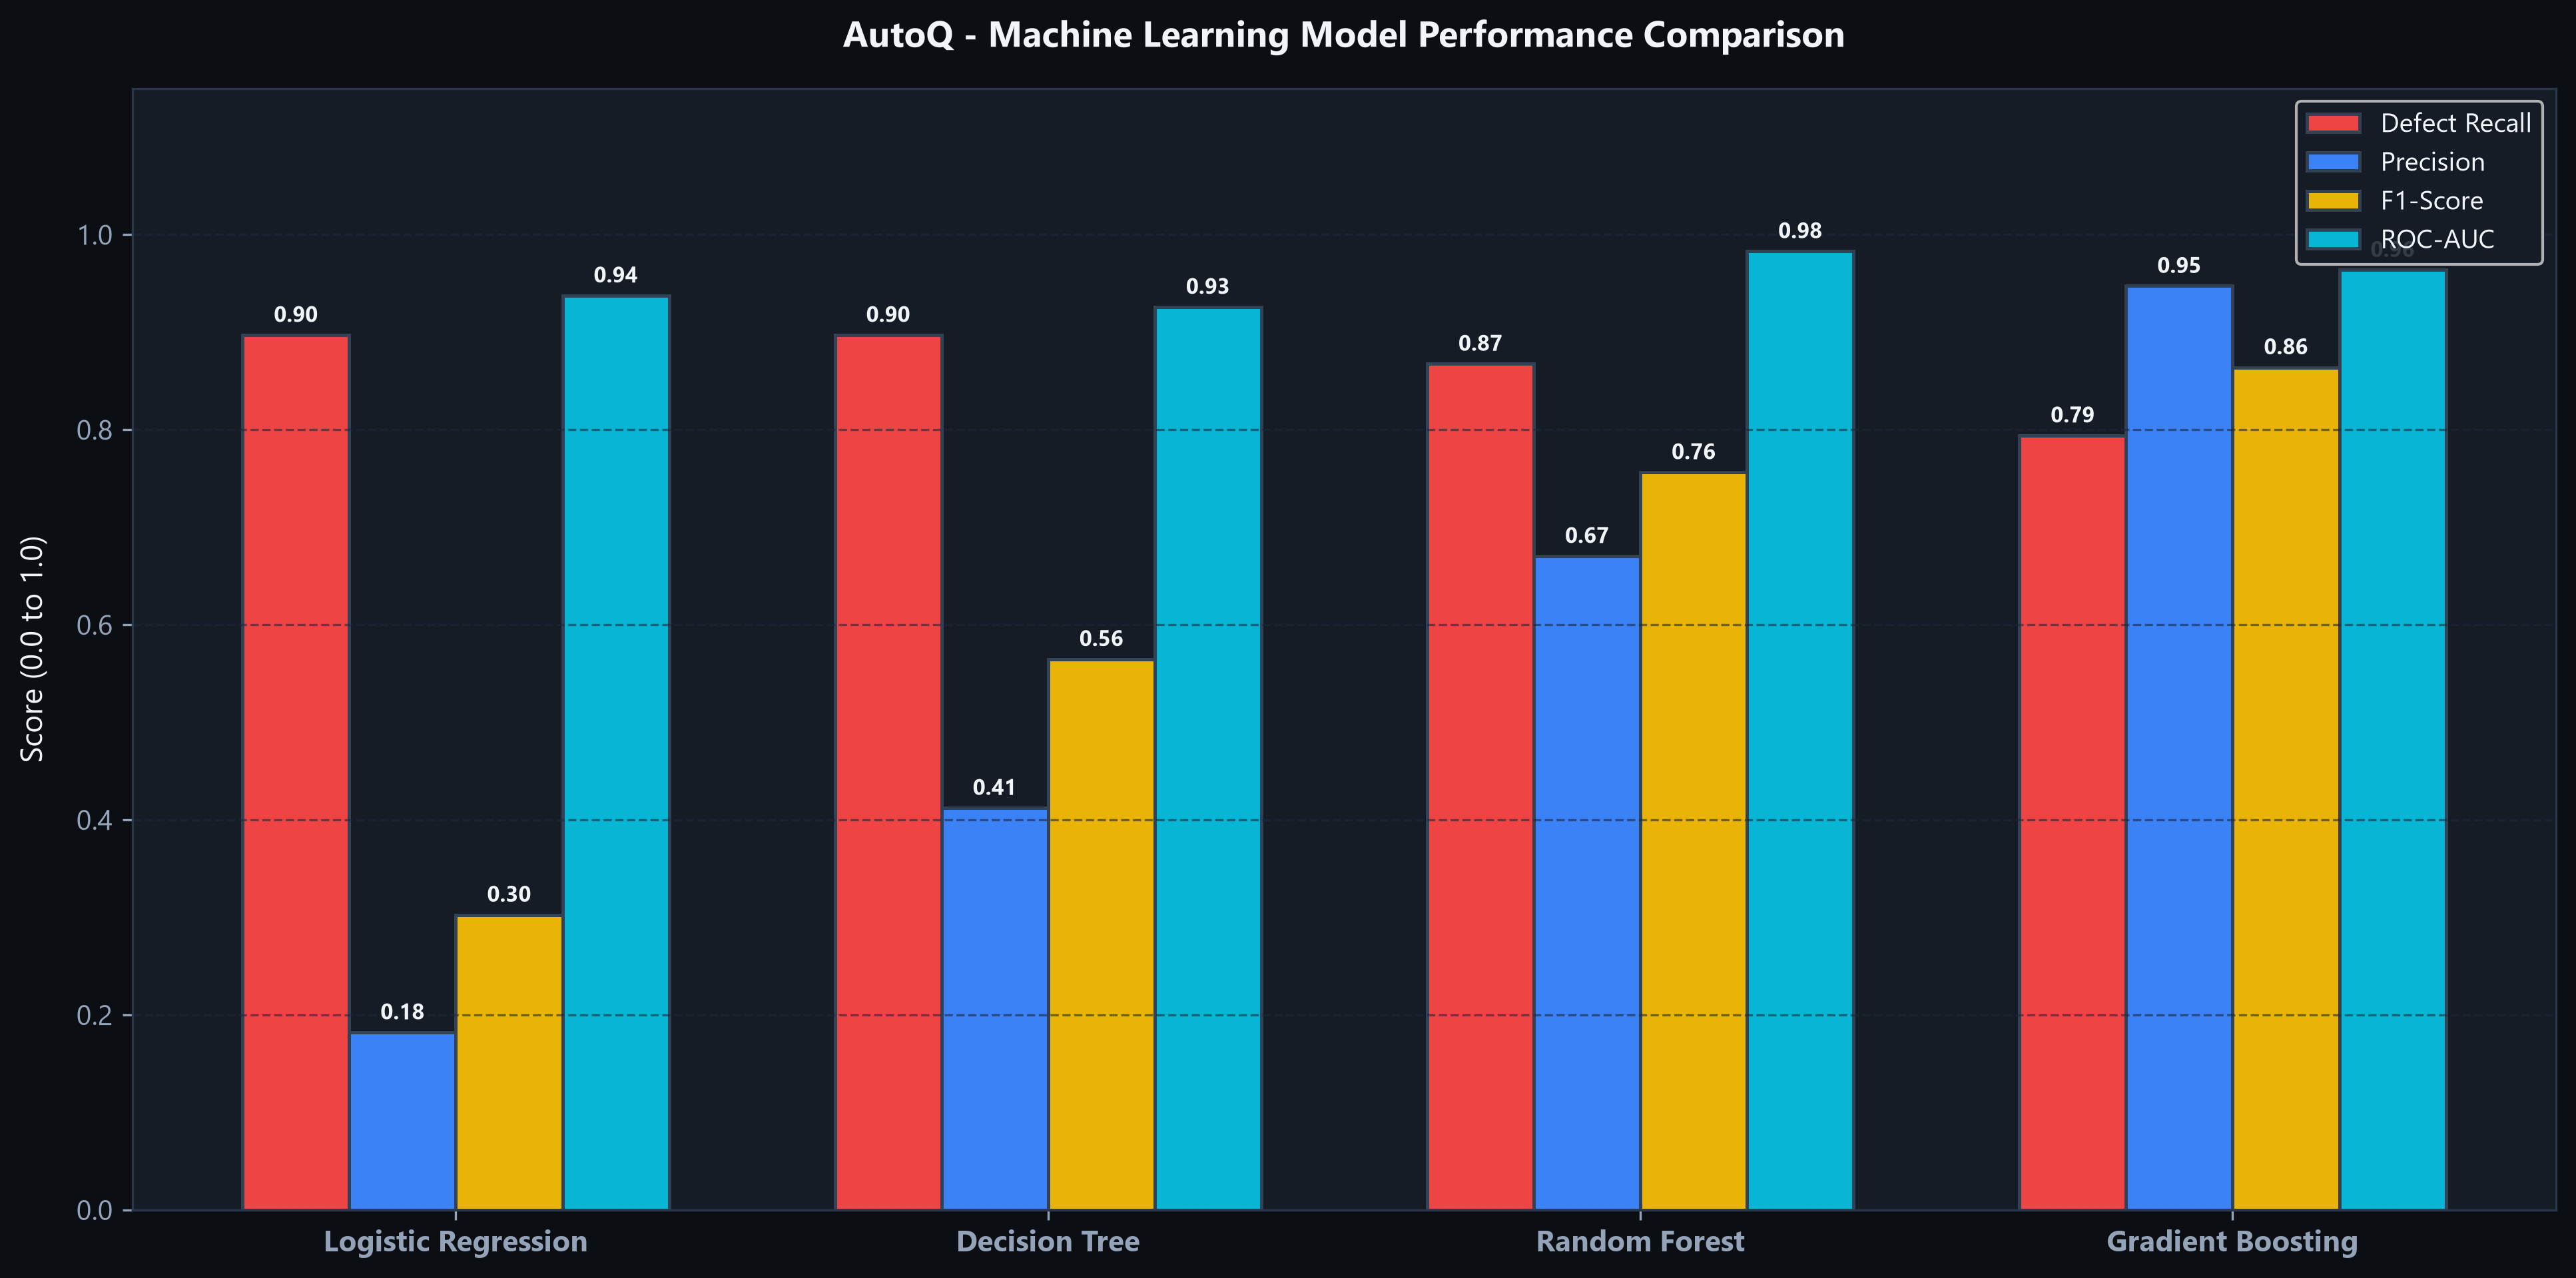 AutoQ - Machine Learning Model Performance Comparison
Defect Recall
Precision
F1-Score
ROC-AUC
Score (0.0 to 1.0)
1.0
0.8
0.6
0.4
0.2
0.0
0.90
0.18
0.30
0.94
0.90
0.41
0.56
0.93
0.87
0.67
0.76
0.98
0.79
0.95
0.86
0.96
Logistic Regression
Decision Tree
Random Forest
Gradient Boosting